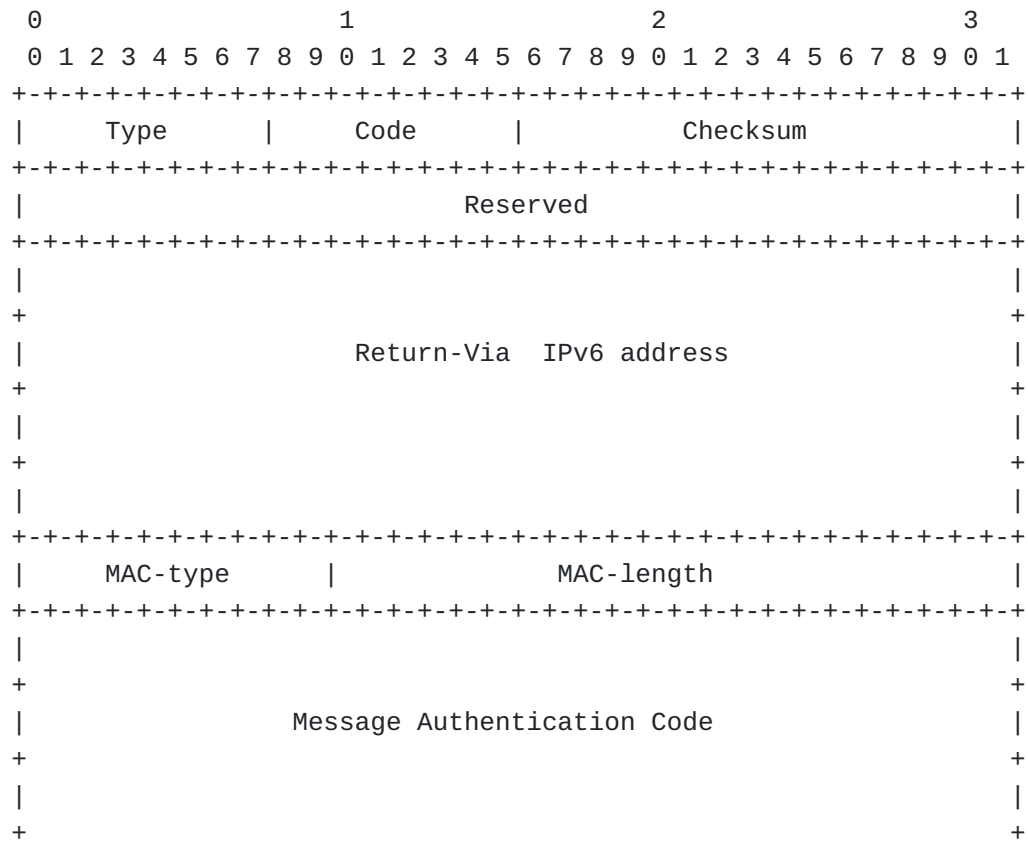 0                   1                   2                   3
 0 1 2 3 4 5 6 7 8 9 0 1 2 3 4 5 6 7 8 9 0 1 2 3 4 5 6 7 8 9 0 1
+-+-+-+-+-+-+-+-+-+-+-+-+-+-+-+-+-+-+-+-+-+-+-+-+-+-+-+-+-+-+-+-+
|     Type      |     Code      |          Checksum             |
+-+-+-+-+-+-+-+-+-+-+-+-+-+-+-+-+-+-+-+-+-+-+-+-+-+-+-+-+-+-+-+-+
|                            Reserved                           |
+-+-+-+-+-+-+-+-+-+-+-+-+-+-+-+-+-+-+-+-+-+-+-+-+-+-+-+-+-+-+-+-+
|                                                               |
+                                                               +
|                     Return-Via  IPv6 address                  |
+                                                               +
|                                                               |
+                                                               +
|                                                               |
+-+-+-+-+-+-+-+-+-+-+-+-+-+-+-+-+-+-+-+-+-+-+-+-+-+-+-+-+-+-+-+-+
|     MAC-type      |              MAC-length                   |
+-+-+-+-+-+-+-+-+-+-+-+-+-+-+-+-+-+-+-+-+-+-+-+-+-+-+-+-+-+-+-+-+
|                                                               |
+                                                               +
|                 Message Authentication Code                   |
+                                                               +
|                                                               |
+                                                               +